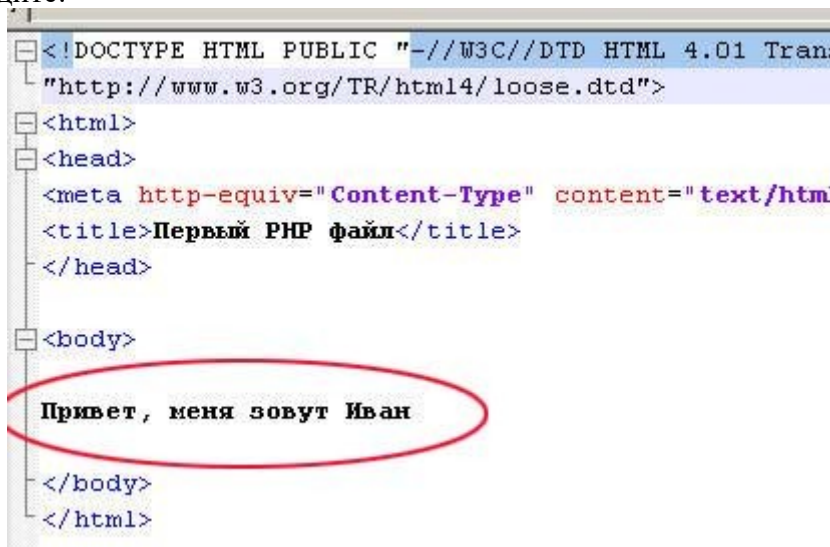 <!DOCTYPE HTML PUBLIC "-//W3C//DTD HTML 4.01
"http://www.w3.org/TR/html4/loose.dtd">
<html>
<head>
<meta http-equiv="Content-Type" content="text/html
<title>Первый PHP файл</title>
</head>
<body>
Привет, меня зовут Иван
</body>
</html>